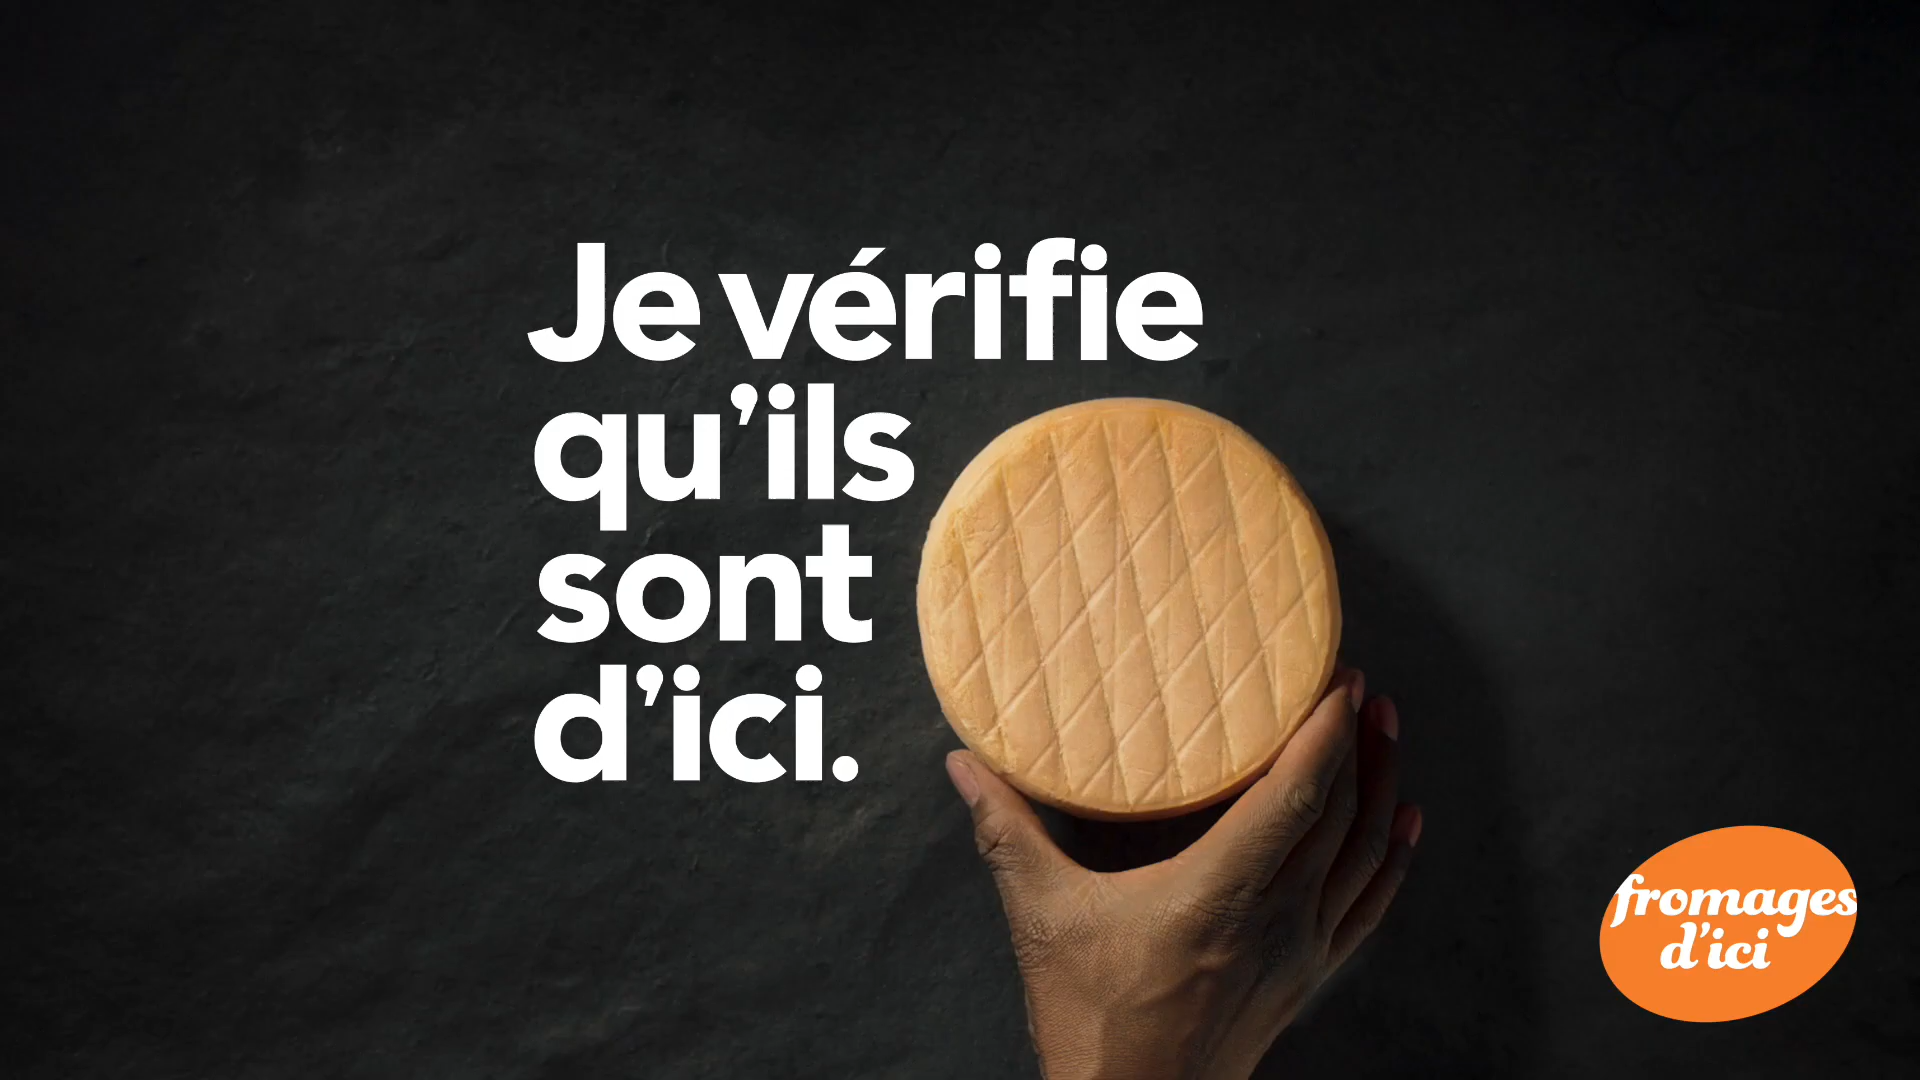 Je vérifie
qu’ils
sont
d’ici.
fromages
d’ici